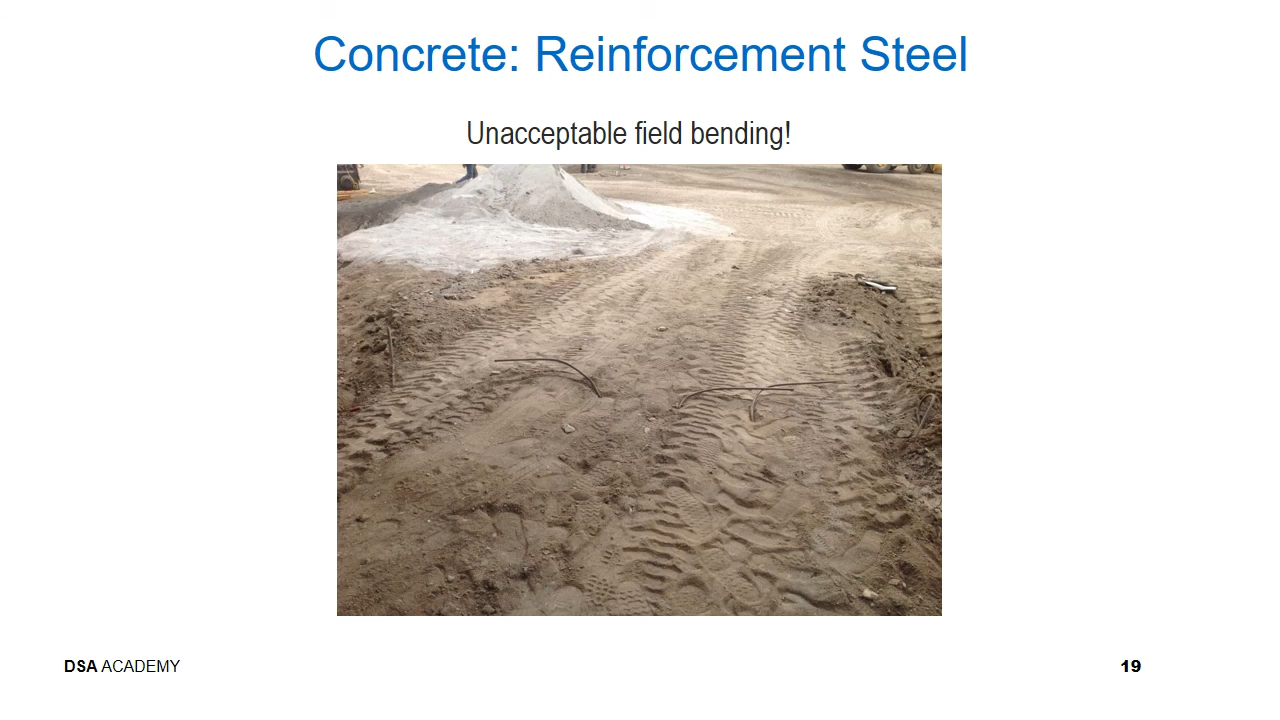 Concrete: Reinforcement Steel
Unacceptable field bending!
DSA ACADEMY
19